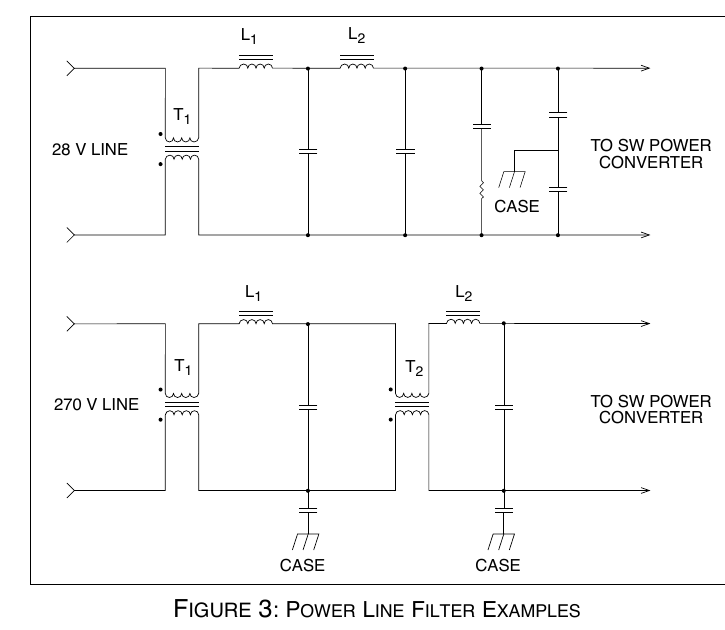 L1
L2
T1
28 V LINE
TO SW POWER
CONVERTER
CASE
L1
L2
T1
T2
270 V LINE
TO SW POWER
CONVERTER
CASE
CASE
FIGURE 3: POWER LINE FILTER EXAMPLES